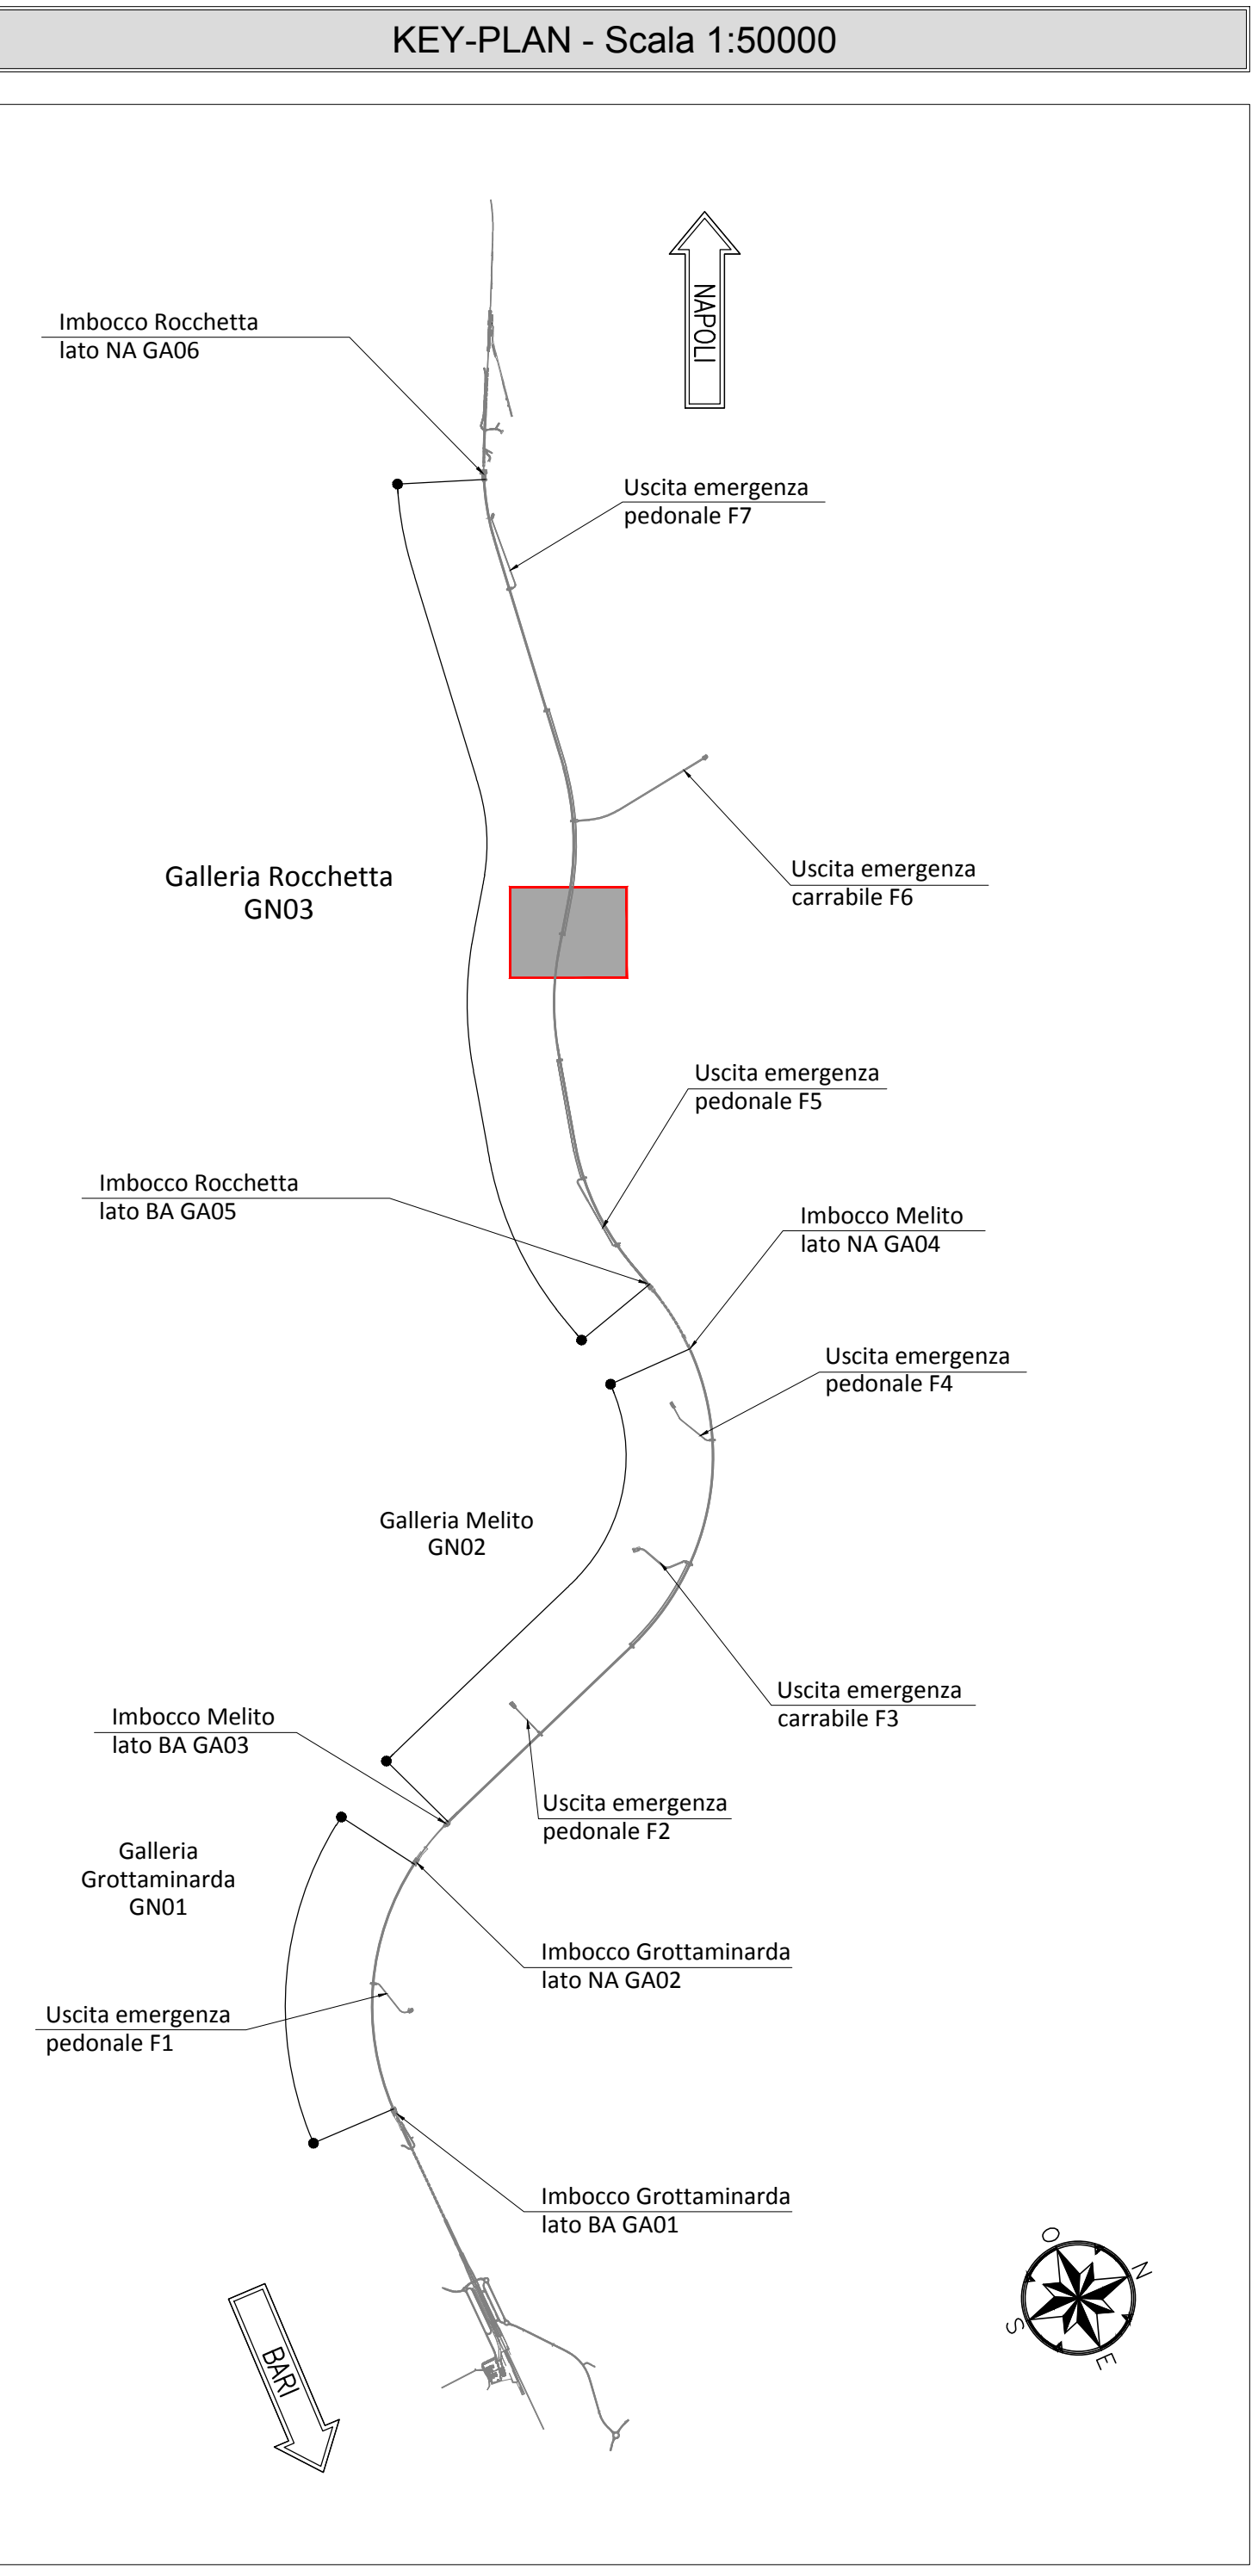 KEY-PLAN - Scala 1:50000
NAPOLI
Imbocco Rocchetta
lato NA GA06
Uscita emergenza
pedonale F7
Uscita emergenza
carrabile F6
Galleria Rocchetta
GN03
Uscita emergenza
pedonale F5
Imbocco Rocchetta
lato BA GA05
Imbocco Melito
lato NA GA04
Uscita emergenza
pedonale F4
Galleria Melito
GN02
Uscita emergenza
carrabile F3
Imbocco Melito
lato BA GA03
Uscita emergenza
pedonale F2
Galleria
Grottaminarda
GN01
Imbocco Grottaminarda
lato NA GA02
Uscita emergenza
pedonale F1
Imbocco Grottaminarda
lato BA GA01
BARI
O
N
S
E